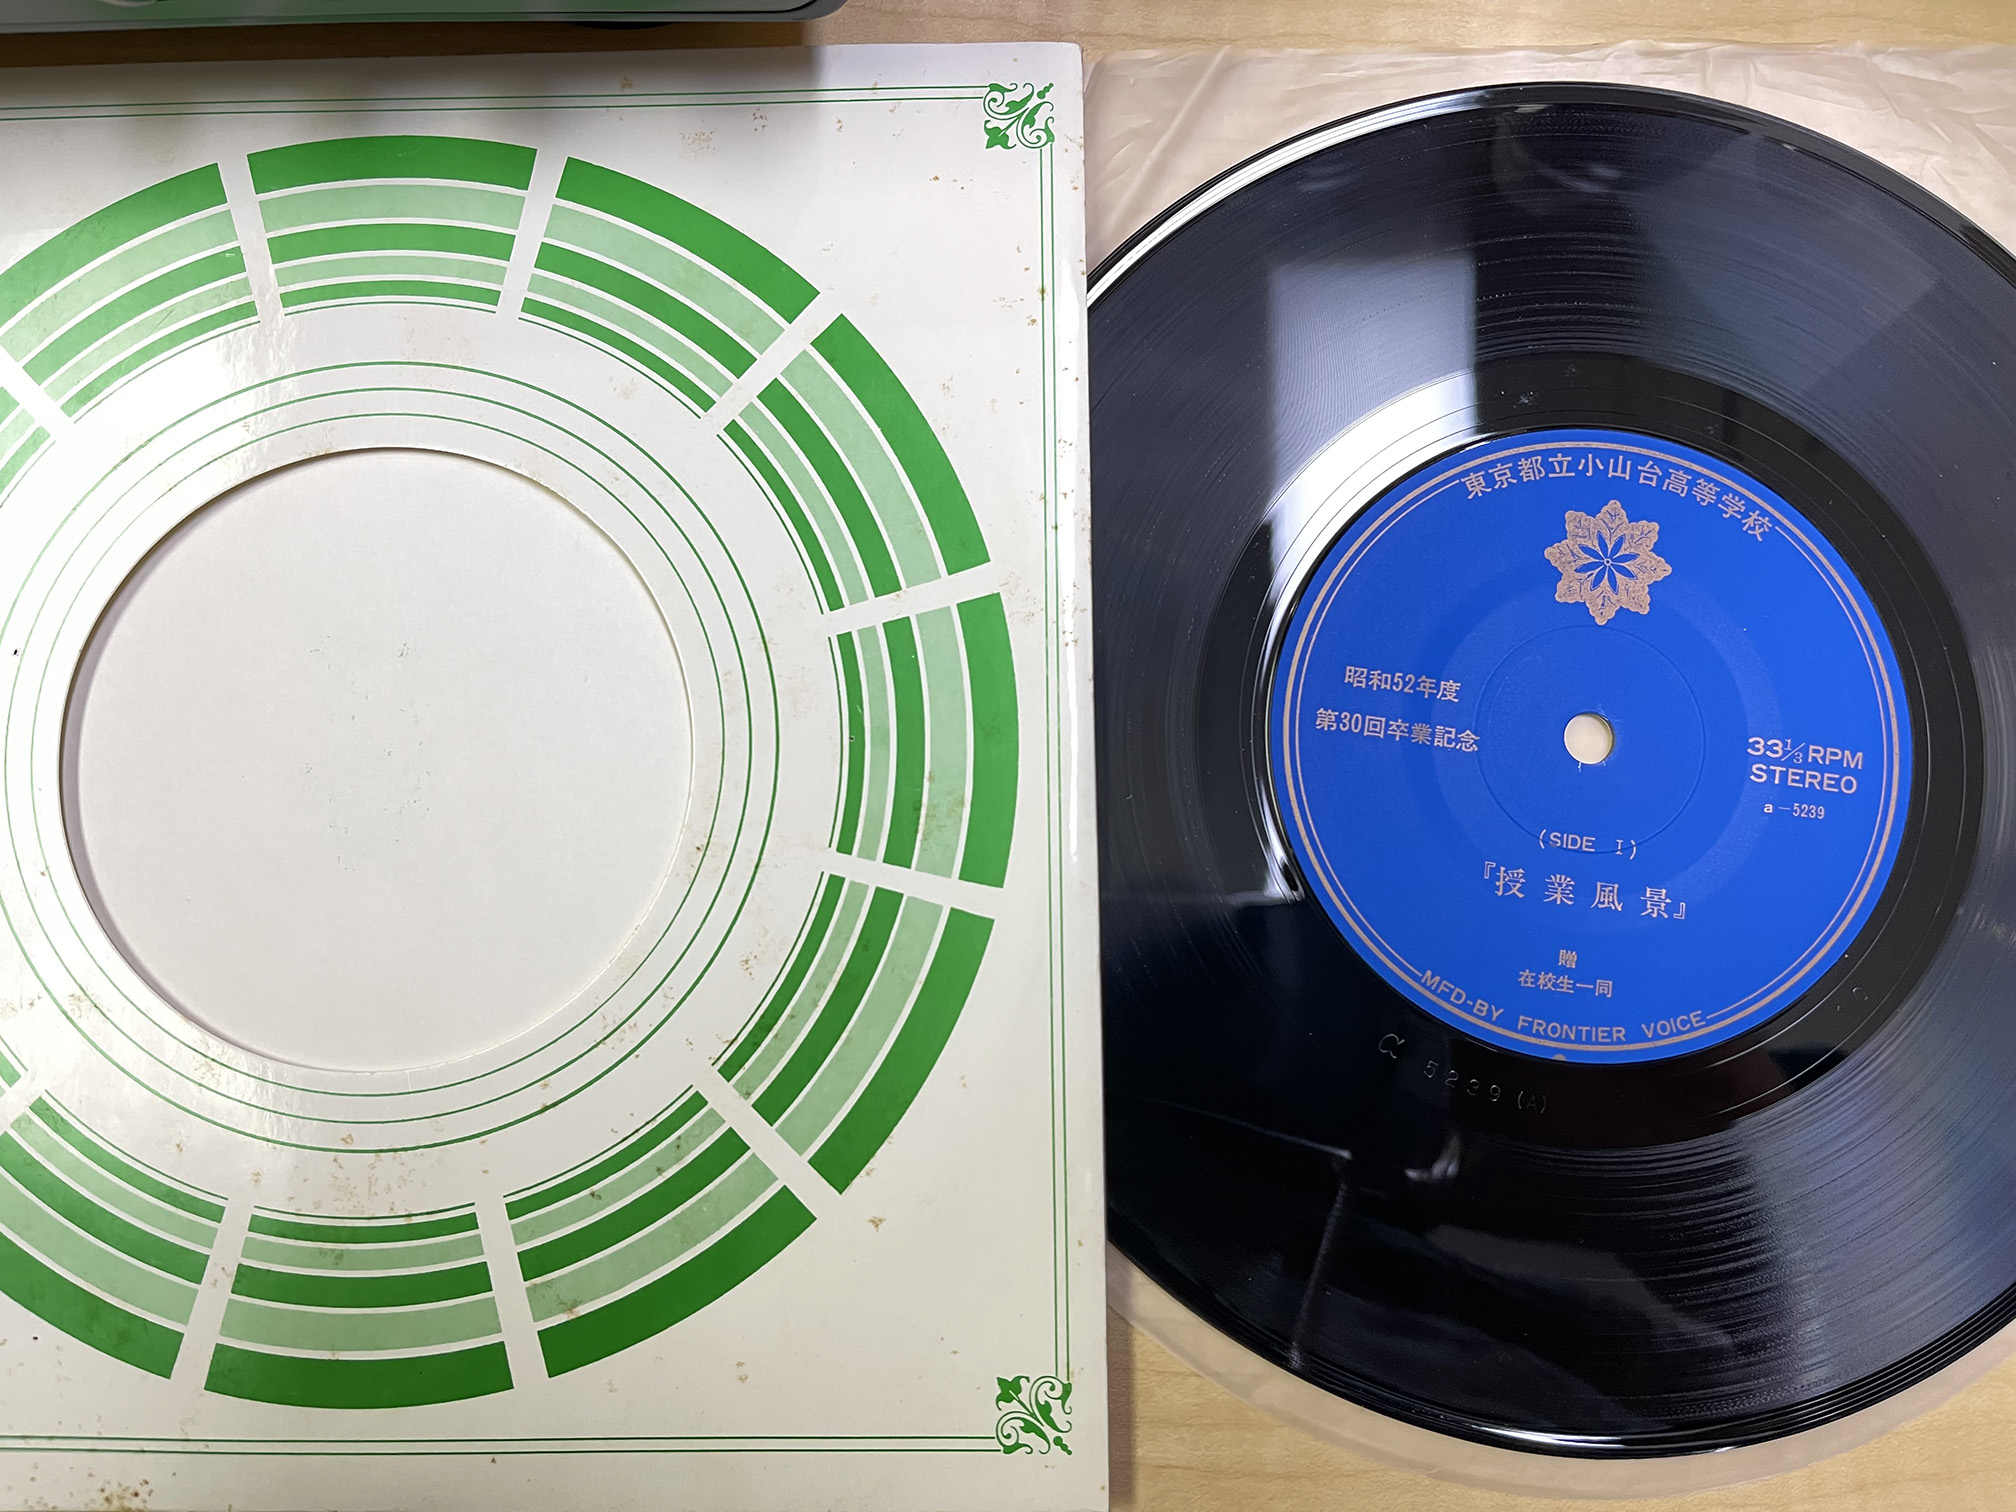 東京都立小山台高等学校
昭和52年度
第30回卒業記念
33⅓ RPM
STEREO
a-5239
(SIDE I)
『授業風景』
贈
在校生一同
MFD-BY FRONTIER VOICE
α 5239 (A)